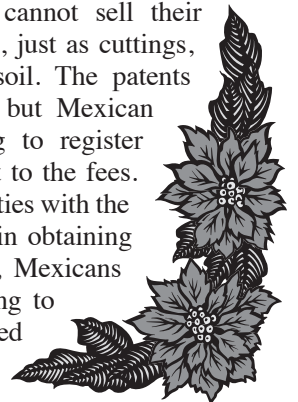 cannot sell their
, just as cuttings,
soil. The patents
but Mexican
g to register
t to the fees.
ties with the
in obtaining
, Mexicans
ng to
ed